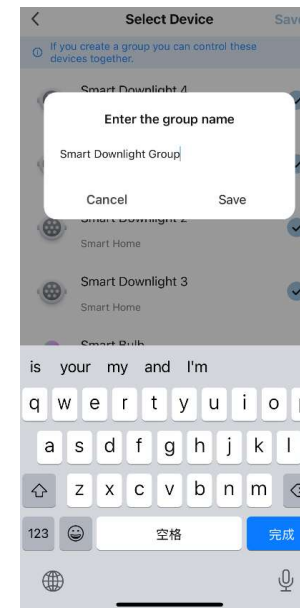 Select Device
Save
If you create a group you can control these
devices together.
Smart Downlight 4
Enter the group name
Smart Downlight Group
Cancel
Save
Smart Home
Smart Downlight 3
Smart Home
Smart Bulb
is your my and I'm
q w e r t y u i o
a s d f g h j k l
z x c v b n m
123 空格 完成